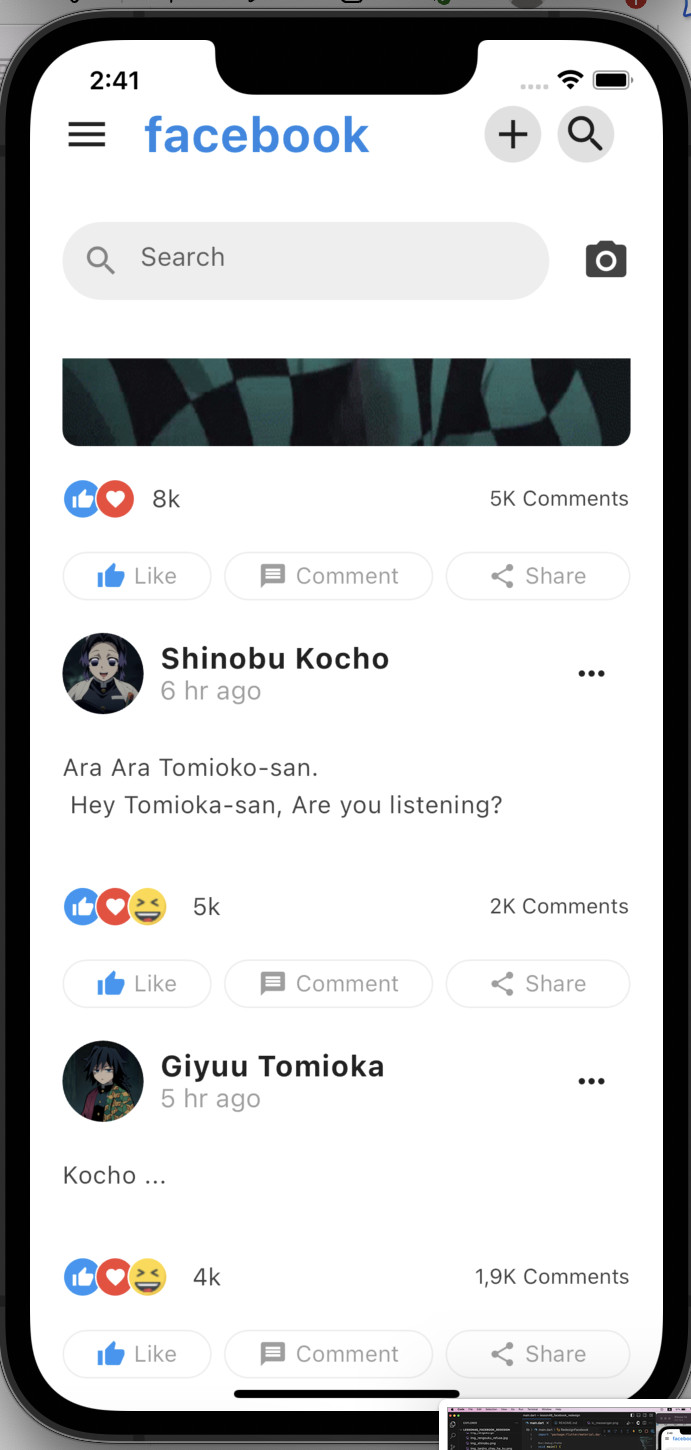 2:41
facebook
Search
8k 5K Comments
Like Comment Share
Shinobu Kocho
6 hr ago
Ara Ara Tomioko-san.
Hey Tomioka-san, Are you listening?
5k 2K Comments
Like Comment Share
Giyuu Tomioka
5 hr ago
Kocho ...
4k 1,9K Comments
Like Comment Share